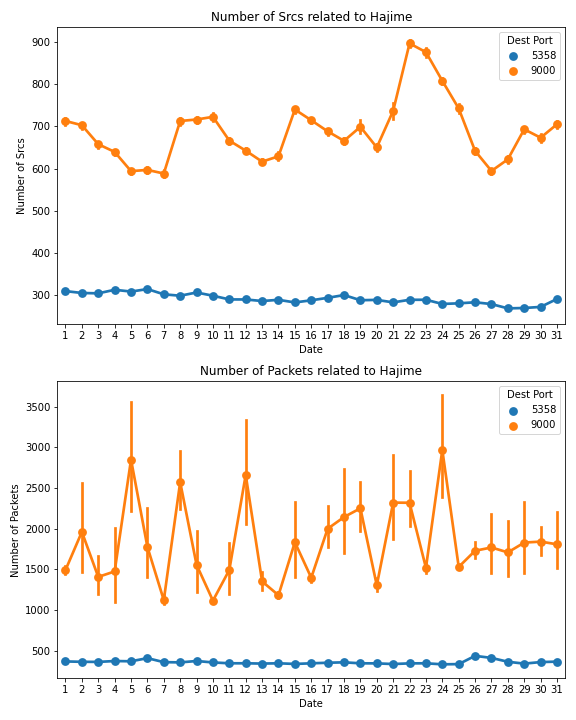 Number of Srcs related to Hajime
Dest Port
5358
9000
900
800
700
600
500
400
300
Number of Srcs
1 2 3 4 5 6 7 8 9 10 11 12 13 14 15 16 17 18 19 20 21 22 23 24 25 26 27 28 29 30 31
Date
Number of Packets related to Hajime
Dest Port
5358
9000
3500
3000
2500
2000
1500
1000
500
Number of Packets
1 2 3 4 5 6 7 8 9 10 11 12 13 14 15 16 17 18 19 20 21 22 23 24 25 26 27 28 29 30 31
Date